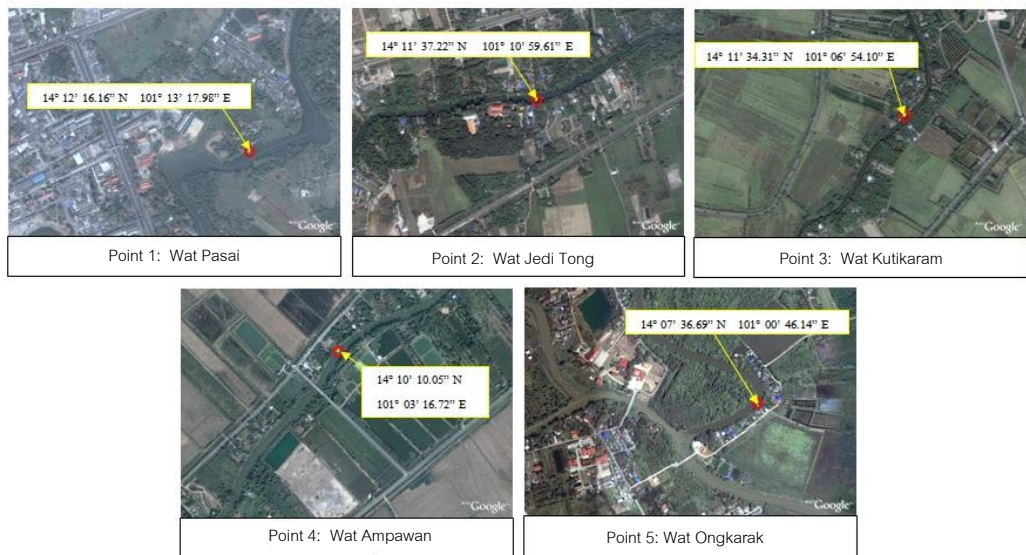 14° 12’ 16.16” N 101° 13’ 17.98” E
Google
Point 1: Wat Pasai
14° 11’ 37.22” N 101° 10’ 59.61” E
Google
Point 2: Wat Jedi Tong
14° 11’ 34.31” N 101° 06’ 54.10” E
Google
Point 3: Wat Kutikaram
14° 10’ 10.05” N
101° 03’ 16.72” E
Google
Point 4: Wat Ampawan
14° 07’ 36.69” N 101° 00’ 46.14” E
Google
Point 5: Wat Ongkarak